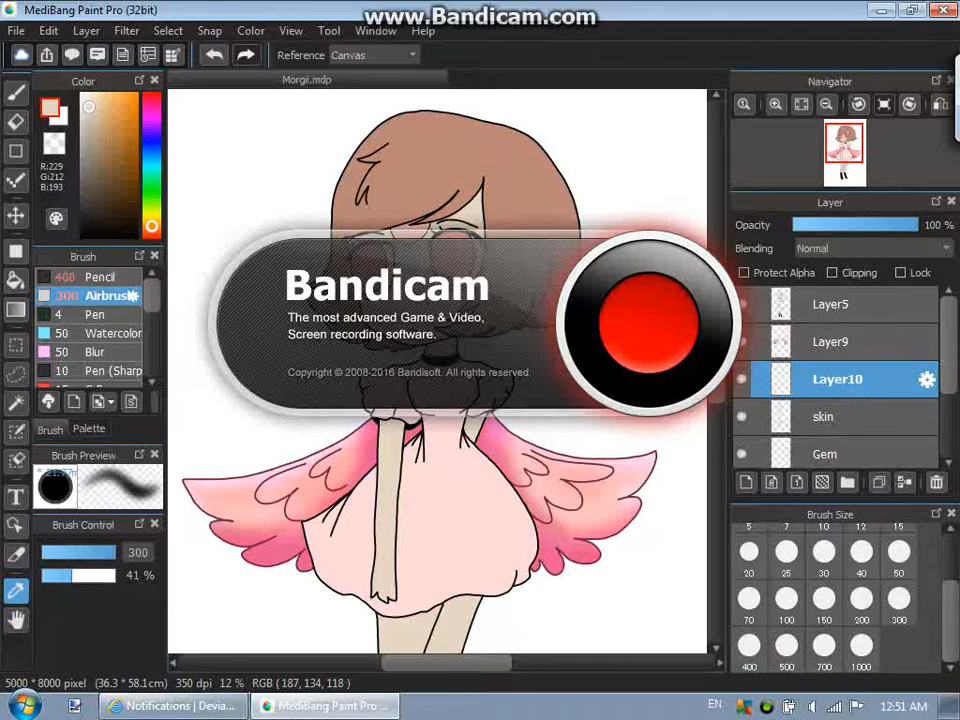 MediBang Paint Pro (32bit)
www.Bandicam.com
File Edit Layer Filter Select Snap Color View Tool Window Help
Reference Canvas
Morgii.mdp
Color
R:229
G:212
B:193
Brush
400 Pencil
300 Airbrus
4 Pen
50 Watercolor
50 Blur
10 Pen (Sharp
Brush Palette
Brush Preview
Brush Control
300
41 %
Bandicam
The most advanced Game & Video,
Screen recording software.
Copyright © 2008-2016 Bandisoft. All rights reserved.
Navigator
Layer
Opacity 100 %
Blending Normal
Protect Alpha Clipping Lock
Layer5
Layer9
Layer10
skin
Gem
Brush Size
5 7 10 12 15
20 25 30 40 50
70 100 150 200 300
400 500 700 1000
5000 * 8000 pixel (36.3 * 58.1cm) 350 dpi 12 % RGB ( 187, 134, 118 )
Notifications | Devia...
MediBang Paint Pro ...
EN
12:51 AM